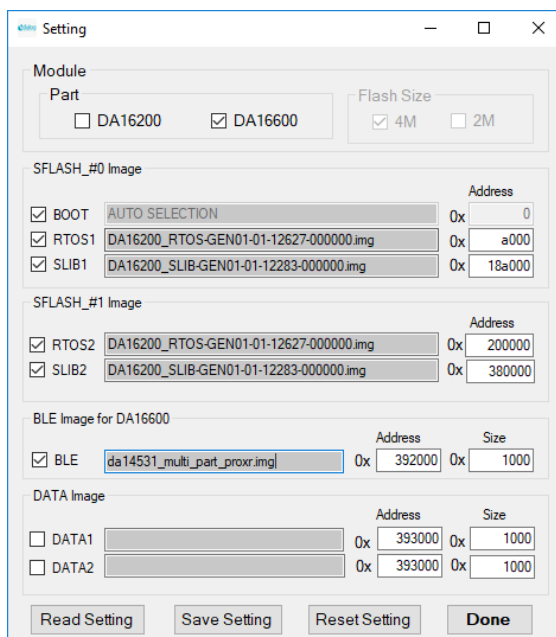 Setting
Module
Part
Flash Size
DA16200 DA16600
4M 2M
SFLASH_#0 Image
Address
BOOT AUTO SELECTION 0x 0
RTOS1 DA16200_RTOS-GEN01-01-12627-000000.img 0x a000
SLIB1 DA16200_SLIB-GEN01-01-12283-000000.img 0x 18a000
SFLASH_#1 Image
Address
RTOS2 DA16200_RTOS-GEN01-01-12627-000000.img 0x 200000
SLIB2 DA16200_SLIB-GEN01-01-12283-000000.img 0x 380000
BLE Image for DA16600
Address Size
BLE da14531_multi_part_proxr.img 0x 392000 0x 1000
DATA Image
Address Size
DATA1 0x 393000 0x 1000
DATA2 0x 393000 0x 1000
Read Setting Save Setting Reset Setting Done